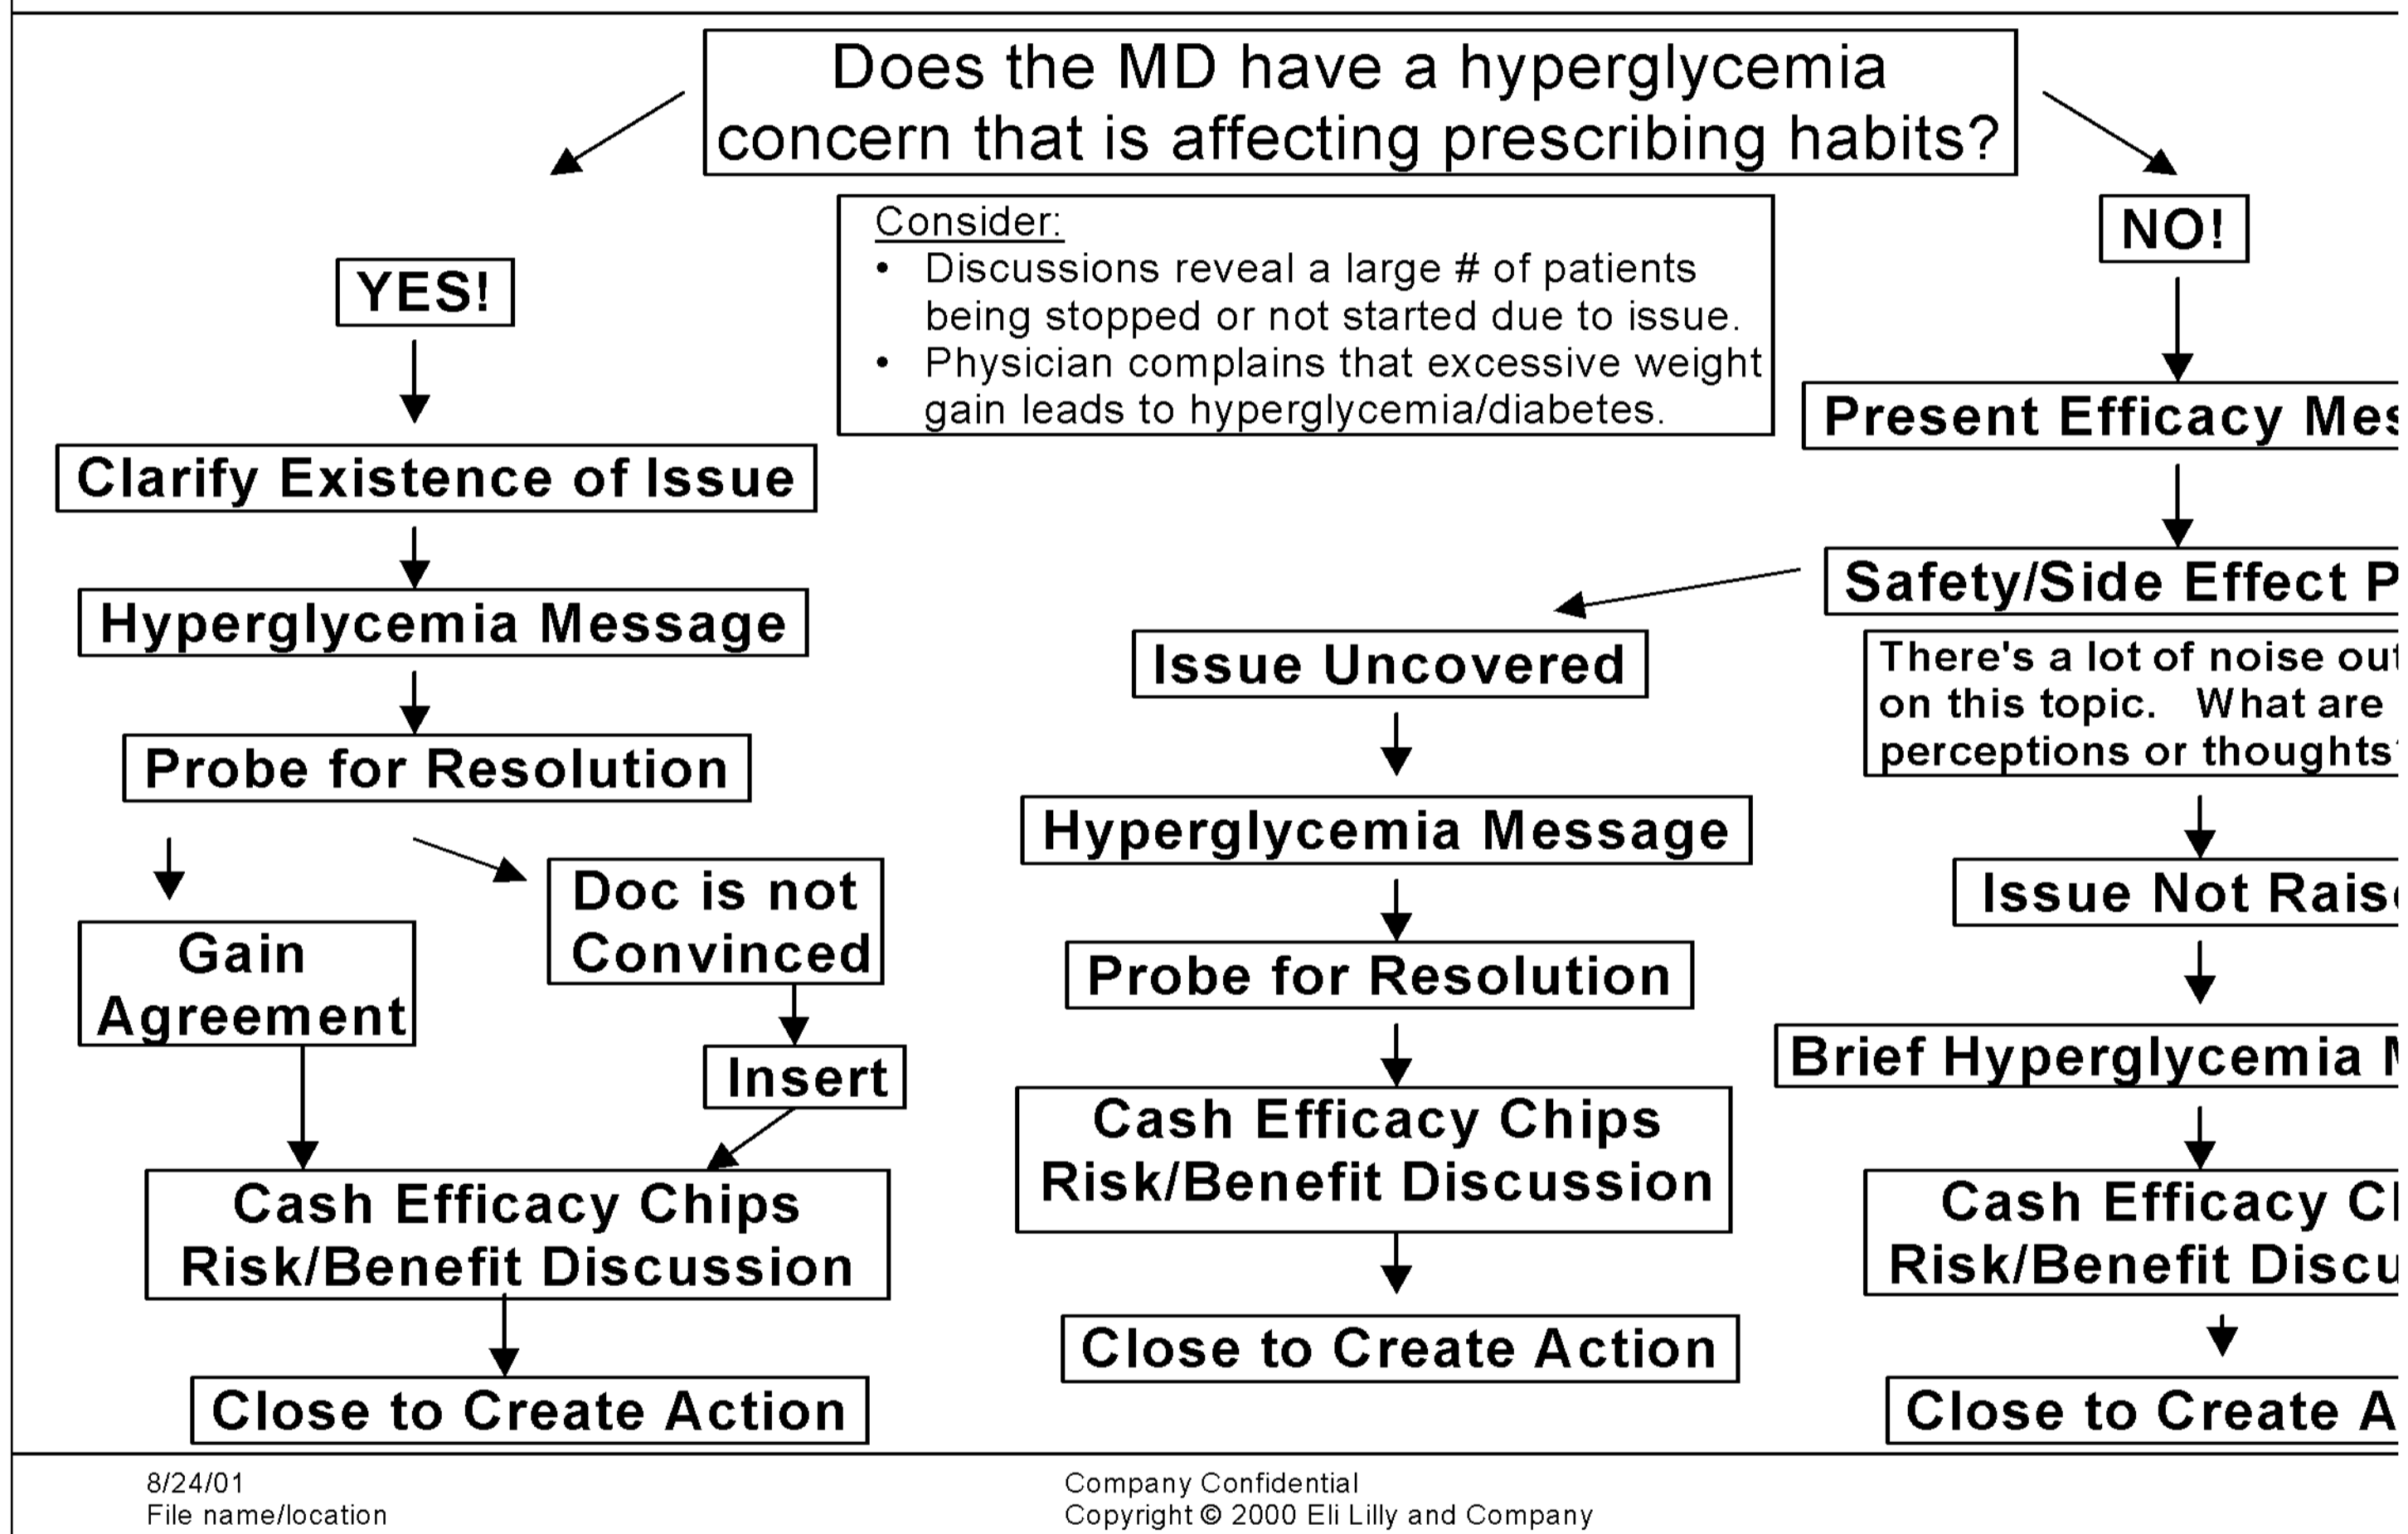 Does the MD have a hyperglycemia
concern that is affecting prescribing habits?
Consider:
• Discussions reveal a large # of patients
being stopped or not started due to issue.
• Physician complains that excessive weight
gain leads to hyperglycemia/diabetes.
YES!
Clarify Existence of Issue
Hyperglycemia Message
Probe for Resolution
Gain
Agreement
Doc is not
Convinced
Insert
Cash Efficacy Chips
Risk/Benefit Discussion
Close to Create Action
NO!
Present Efficacy
Safety/Side Effect
There's a lot of noise
on this topic. What are
perceptions or thoughts
Issue Uncovered
Hyperglycemia Message
Probe for Resolution
Cash Efficacy Chips
Risk/Benefit Discussion
Close to Create Action
Issue Not
Brief Hyperglycemia
Cash Efficacy
Risk/Benefit
Close to Create
8/24/01
File name/location
Company Confidential
Copyright © 2000 Eli Lilly and Company